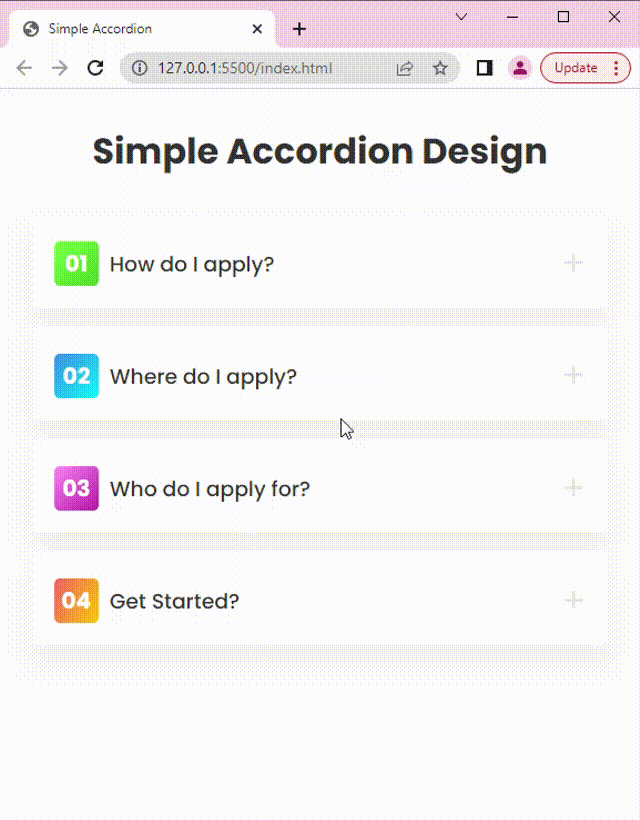 Simple Accordion
127.0.0.1:5500/index.html
Update
Simple Accordion Design
01 How do I apply?
02 Where do I apply?
03 Who do I apply for?
04 Get Started?